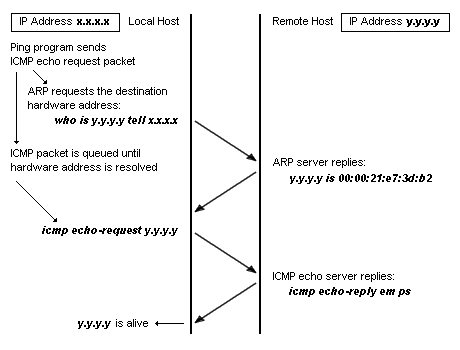 IP Address x.x.x.x Local Host
Remote Host IP Address y.y.y.y
Ping program sends
ICMP echo request packet
ARP requests the destination
hardware address:
who is y.y.y.y tell x.x.x.x
ICMP packet is queued until
hardware address is resolved
ARP server replies:
y.y.y.y is 00:00:21:e7:3d:b2
icmp echo-request y.y.y.y
ICMP echo server replies:
icmp echo-reply em ps
y.y.y.y is alive